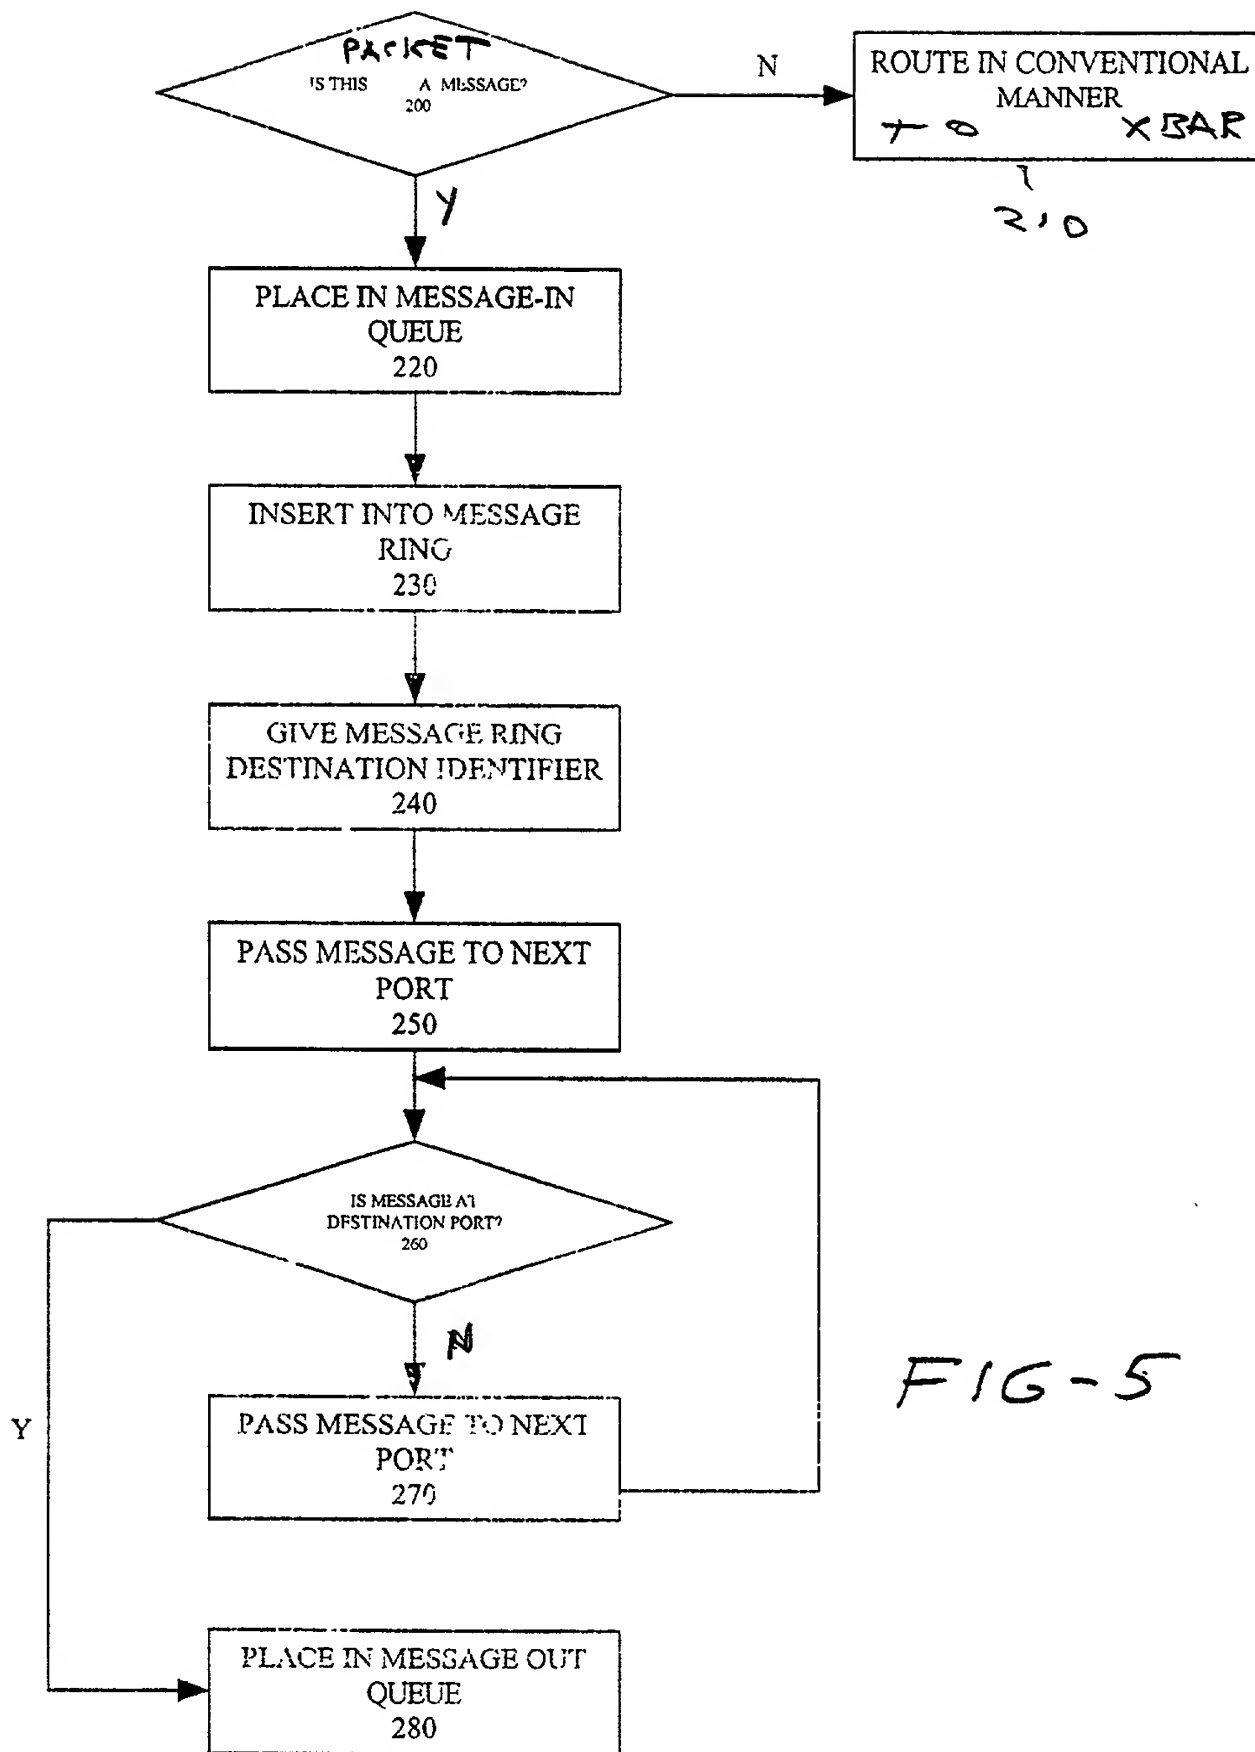 PACKET
IS THIS A MESSAGE?
200
N
ROUTE IN CONVENTIONAL
MANNER
TO XBAR
210
Y
PLACE IN MESSAGE-IN
QUEUE
220
INSERT INTO MESSAGE
RING
230
GIVE MESSAGE RING
DESTINATION IDENTIFIER
240
PASS MESSAGE TO NEXT
PORT
250
IS MESSAGE AT
DESTINATION PORT?
260
N
PASS MESSAGE TO NEXT
PORT
270
Y
PLACE IN MESSAGE OUT
QUEUE
280
FIG-5